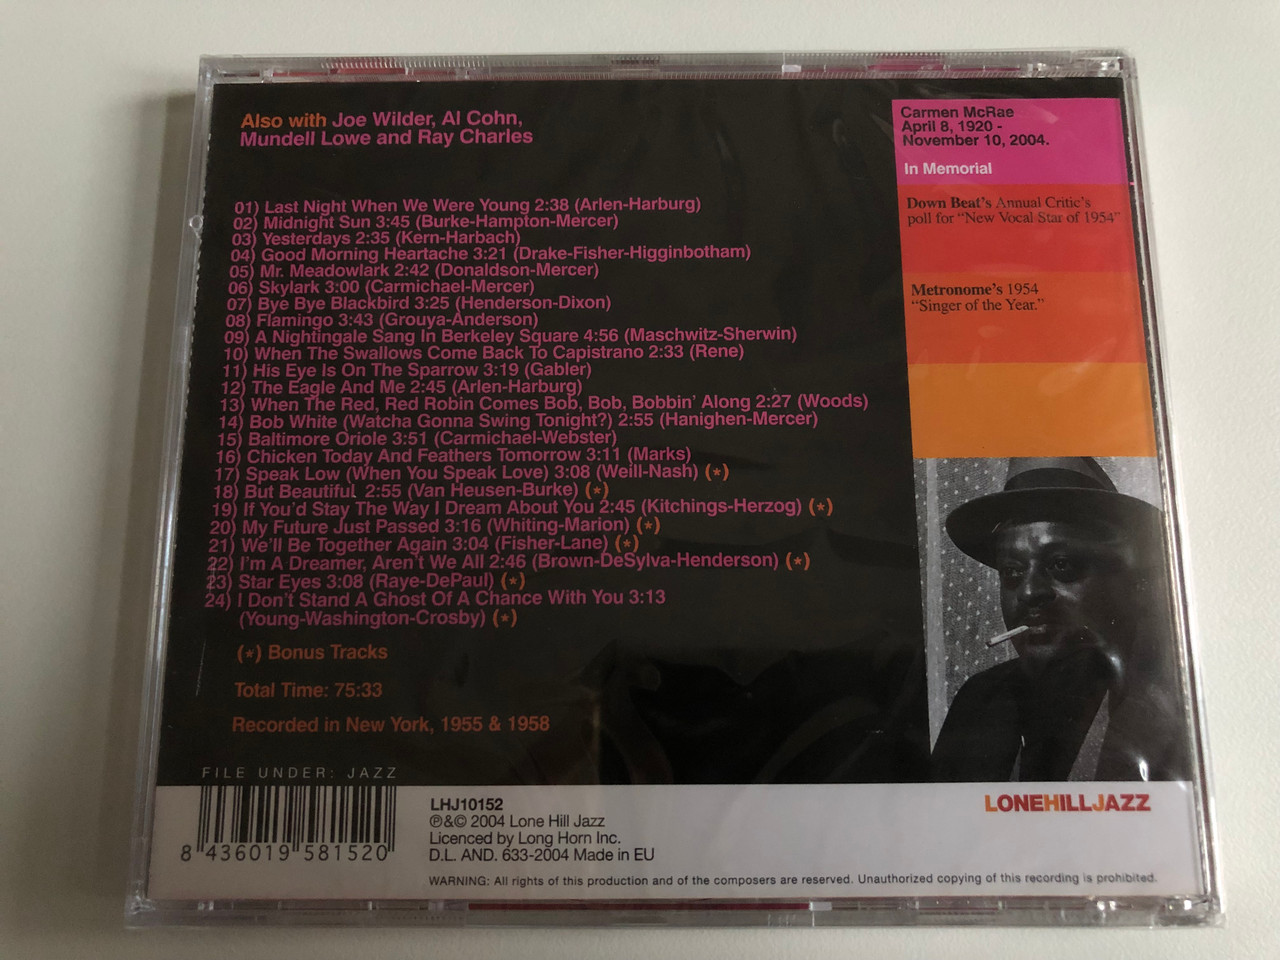 Also with Joe Wilder, Al Cohn,
Mundell Lowe and Ray Charles
01) Last Night When We Were Young 2:38 (Arlen-Harburg)
02) Midnight Sun 3:45 (Burke-Hampton-Mercer)
03) Yesterdays 2:35 (Kern-Harbach)
04) Good Morning Heartache 3:21 (Drake-Fisher-Higginbotham)
05) Mr. Meadowlark 2:42 (Donaldson-Mercer)
06) Skylark 3:00 (Carmichael-Mercer)
07) Bye Bye Blackbird 3:25 (Henderson-Dixon)
08) Flamingo 3:43 (Grouya-Anderson)
09) A Nightingale Sang In Berkeley Square 4:56 (Maschwitz-Sherwin)
10) When The Swallows Come Back To Capistrano 2:33 (Rene)
11) His Eye Is On The Sparrow 3:19 (Gabler)
12) The Eagle And Me 2:45 (Arlen-Harburg)
13) When The Red, Red Robin Comes Bob, Bob, Bobbin' Along 2:27 (Woods)
14) Bob White (Watcha Gonna Swing Tonight?) 2:55 (Hanighen-Mercer)
15) Baltimore Oriole 3:51 (Carmichael-Webster)
16) Chicken Today And Feathers Tomorrow 3:11 (Marks)
17) Speak Low (When You Speak Love) 3:08 (Weill-Nash) (*)
18) But Beautiful 2:55 (Van Heusen-Burke) (*)
19) If You'd Stay The Way I Dream About You 2:45 (Kitchings-Herzog) (*)
20) My Future Just Passed 3:16 (Whiting-Marion) (*)
21) We'll Be Together Again 3:04 (Fisher-Lane) (*)
22) I'm A Dreamer, Aren't We All 2:46 (Brown-DeSylva-Henderson) (*)
23) Star Eyes 3:08 (Raye-DePaul) (*)
24) I Don't Stand A Ghost Of A Chance With You 3:13
(Young-Washington-Crosby) (*)
(*) Bonus Tracks
Total Time: 75:33
Recorded in New York, 1955 & 1958
Carmen McRae
April 8, 1920 -
November 10, 2004.
In Memorial
Down Beat's Annual Critic's
poll for "New Vocal Star of 1954"
Metronome's 1954
"Singer of the Year."
FILE UNDER: JAZZ
8 436019 581520
LHJ10152
℗&© 2004 Lone Hill Jazz
Licenced by Long Horn Inc.
D.L. AND. 633-2004 Made in EU
LONEHILLJAZZ
WARNING: All rights of this production and of the composers are reserved. Unauthorized copying of this recording is prohibited.